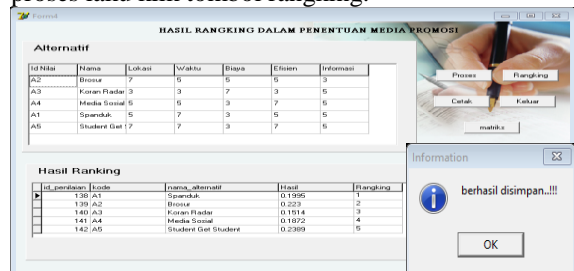 proses lalu klik tombol rangking.
Form4
HASIL RANGKING DALAM PENENTUAN MEDIA PROMOSI
Alternatif
Id Nilai Nama Lokasi Waktu Biaya Efisien Informasi
A2 Brosur 7 5 5 5 3
A3 Koran Radar 3 3 7 3 5
A4 Media Sosial 5 5 3 7 5
A1 Spanduk 5 7 3 5 5
A5 Student Get 7 7 3 7 5
Proses Rangking
Cetak Keluar
matriks
Hasil Ranking
id_penilaian kode nama_alternatif Hasil Rangking
138 A1 Spanduk 0.1995 1
139 A2 Brosur 0.223 2
140 A3 Koran Radar 0.1514 3
141 A4 Media Sosial 0.1872 4
142 A5 Student Get Student 0.2389 5
Information
berhasil disimpan..!!!
OK